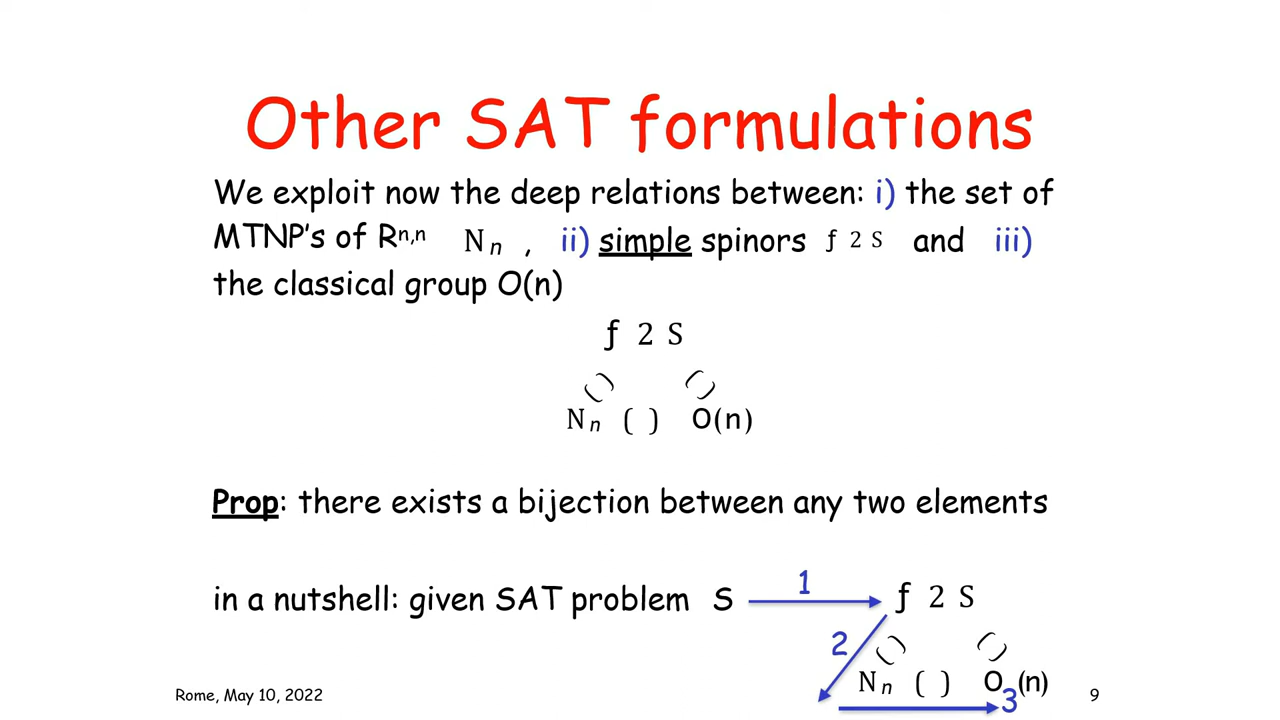 Other SAT formulations
We exploit now the deep relations between: i) the set of
MTNP's of Rn,n Nn , ii) simple spinors ƒ 2 S and iii)
the classical group O(n)
ƒ 2 S
( ) ( )
Nn ( ) O(n)
Prop: there exists a bijection between any two elements
in a nutshell: given SAT problem S 1 ƒ 2 S
2 ( ) ( )
Nn ( ) O(n)
3
Rome, May 10, 2022 9